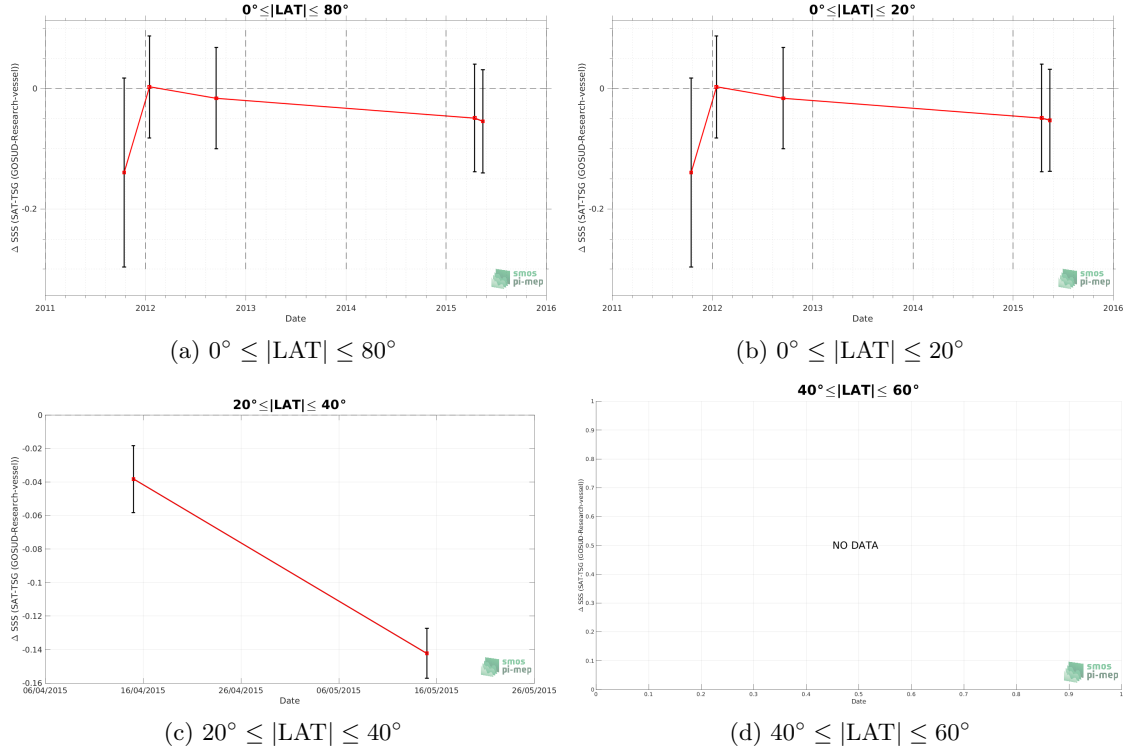 0°≤|LAT|≤ 80°
Δ SSS (SAT-TSG (GOSUD-Research-vessel))
0
-0.2
2011 2012 2013 2014 2015 2016
Date
smos
pi-mep
(a) 0° ≤ |LAT| ≤ 80°
0°≤|LAT|≤ 20°
Δ SSS (SAT-TSG (GOSUD-Research-vessel))
0
-0.2
2011 2012 2013 2014 2015 2016
Date
smos
pi-mep
(b) 0° ≤ |LAT| ≤ 20°
20°≤|LAT|≤ 40°
Δ SSS (SAT-TSG (GOSUD-Research-vessel))
0
-0.02
-0.04
-0.06
-0.08
-0.1
-0.12
-0.14
-0.16
06/04/2015 16/04/2015 26/04/2015 06/05/2015 16/05/2015 26/05/2015
Date
smos
pi-mep
(c) 20° ≤ |LAT| ≤ 40°
40°≤|LAT|≤ 60°
Δ SSS (SAT-TSG (GOSUD-Research-vessel))
1
0.9
0.8
0.7
0.6
0.5
0.4
0.3
0.2
0.1
0
NO DATA
0 0.1 0.2 0.3 0.4 0.5 0.6 0.7 0.8 0.9 1
Date
smos
pi-mep
(d) 40° ≤ |LAT| ≤ 60°